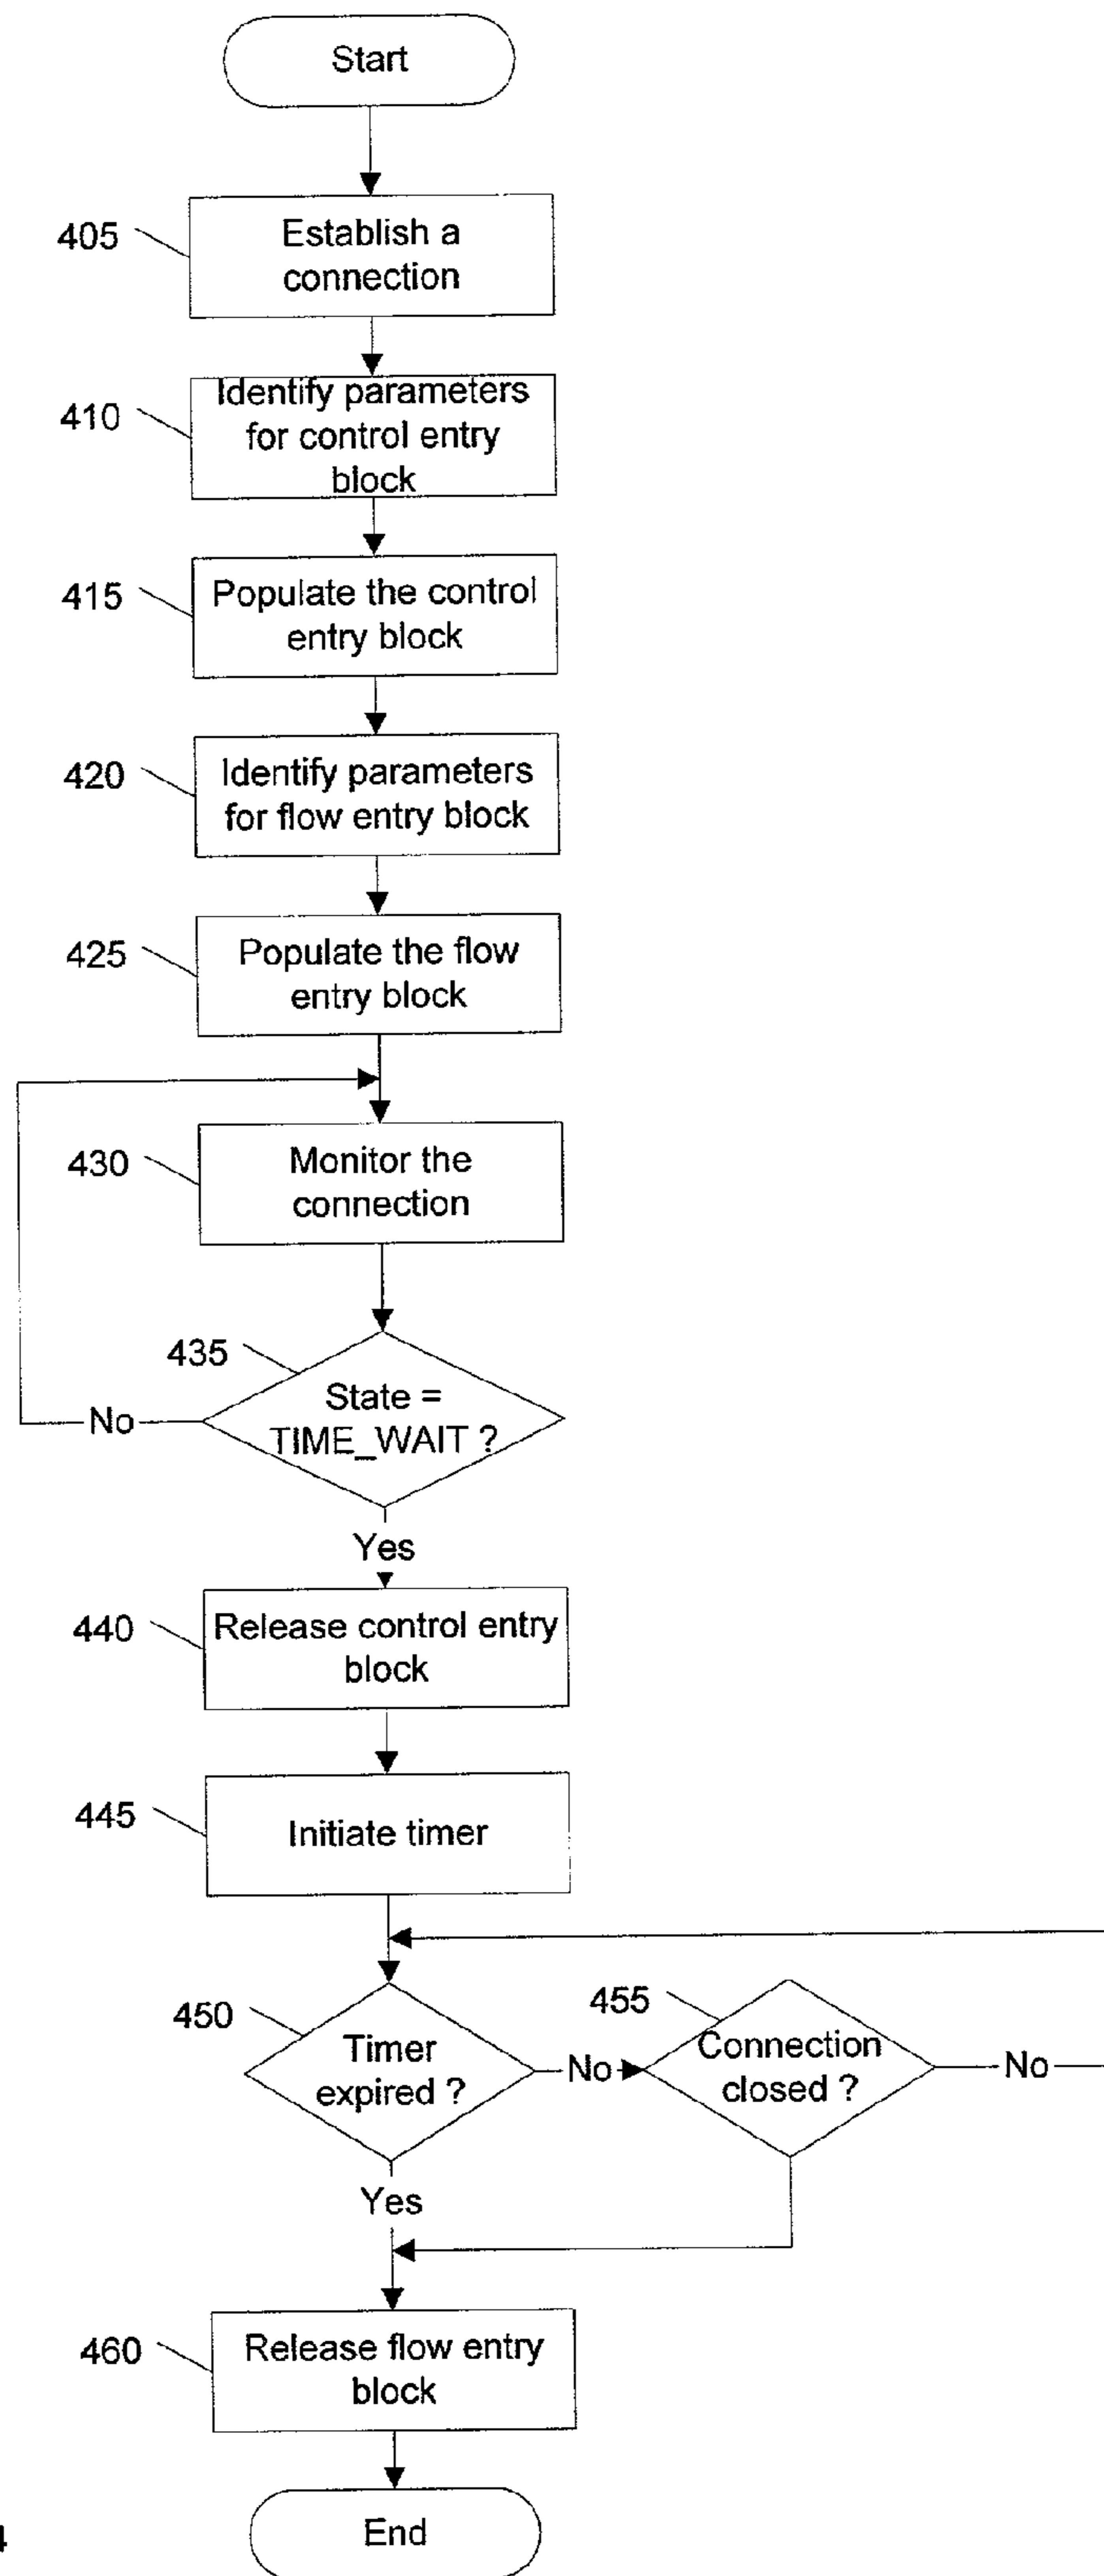 Start
405
Establish a
connection
410
Identify parameters
for control entry
block
415
Populate the control
entry block
420
Identify parameters
for flow entry block
425
Populate the flow
entry block
430
Monitor the
connection
435
State =
TIME_WAIT ?
No
Yes
440
Release control entry
block
445
Initiate timer
450
Timer
expired ?
No
455
Connection
closed ?
No
Yes
460
Release flow entry
block
End